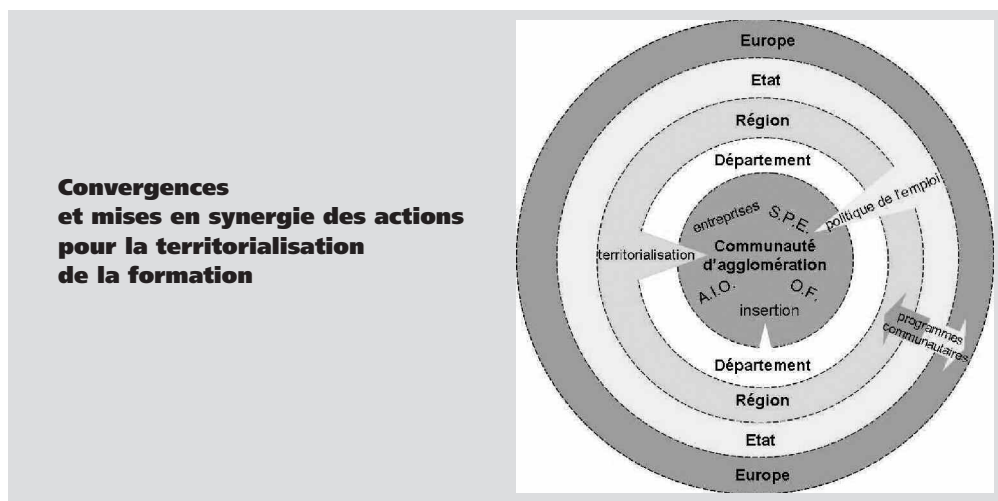 Convergences
et mises en synergie des actions
pour la territorialisation
de la formation
Europe
Etat
Région
Département
entreprises
S.P.E.
politique de l'emploi
Communauté
d'agglomération
territorialisation
A.I.O.
O.F.
insertion
programmes
communautaires
Département
Région
Etat
Europe